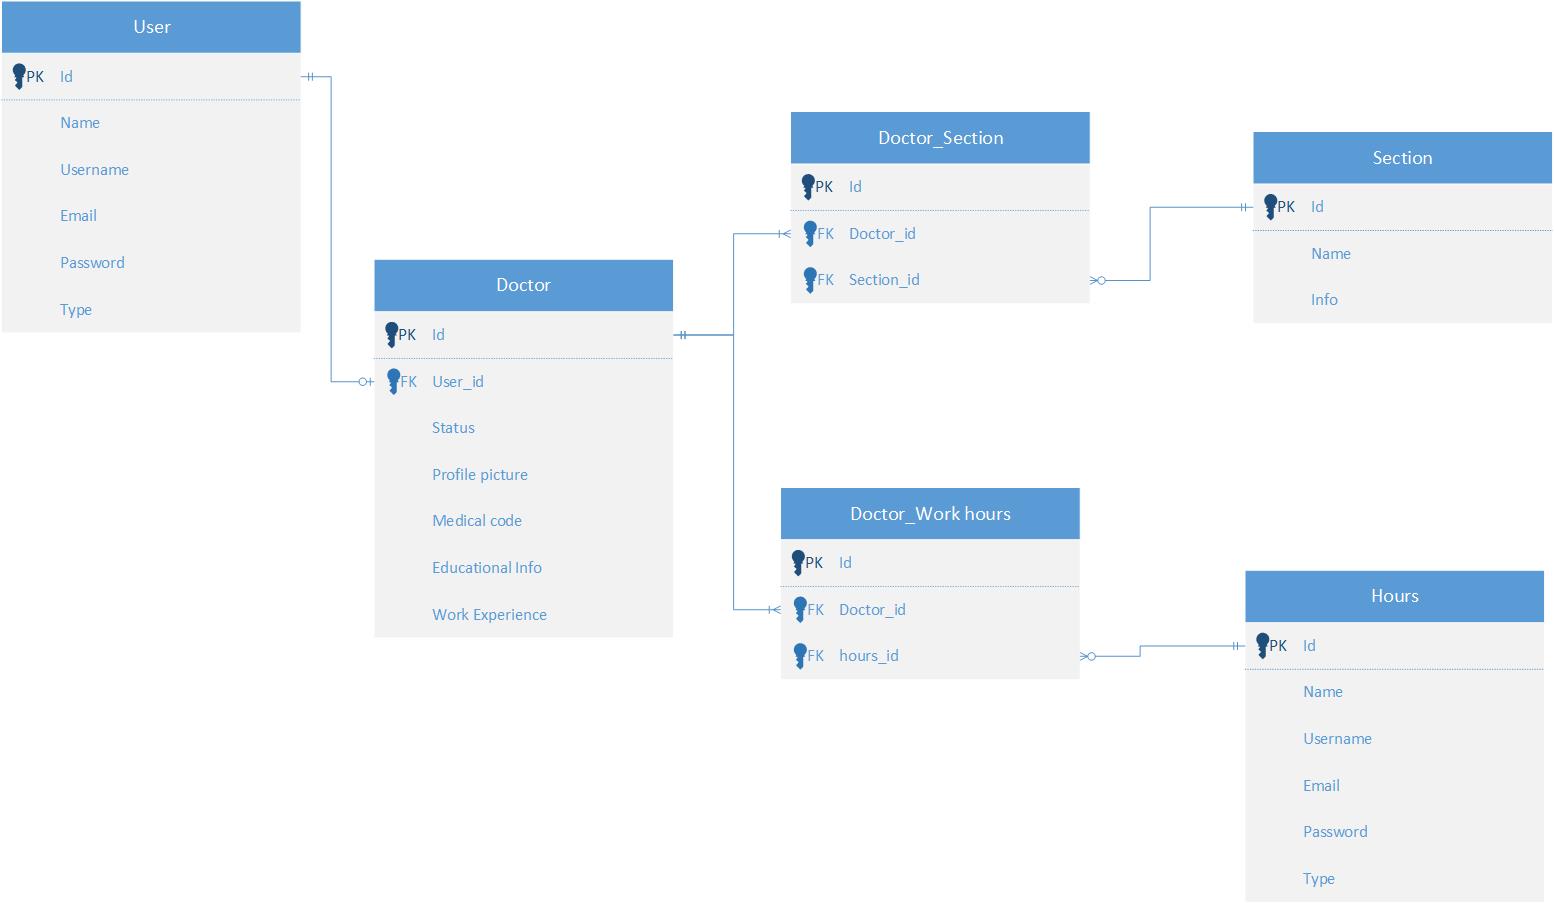 User
PK Id
Name
Username
Email
Password
Type
Doctor
PK Id
FK User_id
Status
Profile picture
Medical code
Educational Info
Work Experience
Doctor_Section
PK Id
FK Doctor_id
FK Section_id
Section
PK Id
Name
Info
Doctor_Work hours
PK Id
FK Doctor_id
FK hours_id
Hours
PK Id
Name
Username
Email
Password
Type